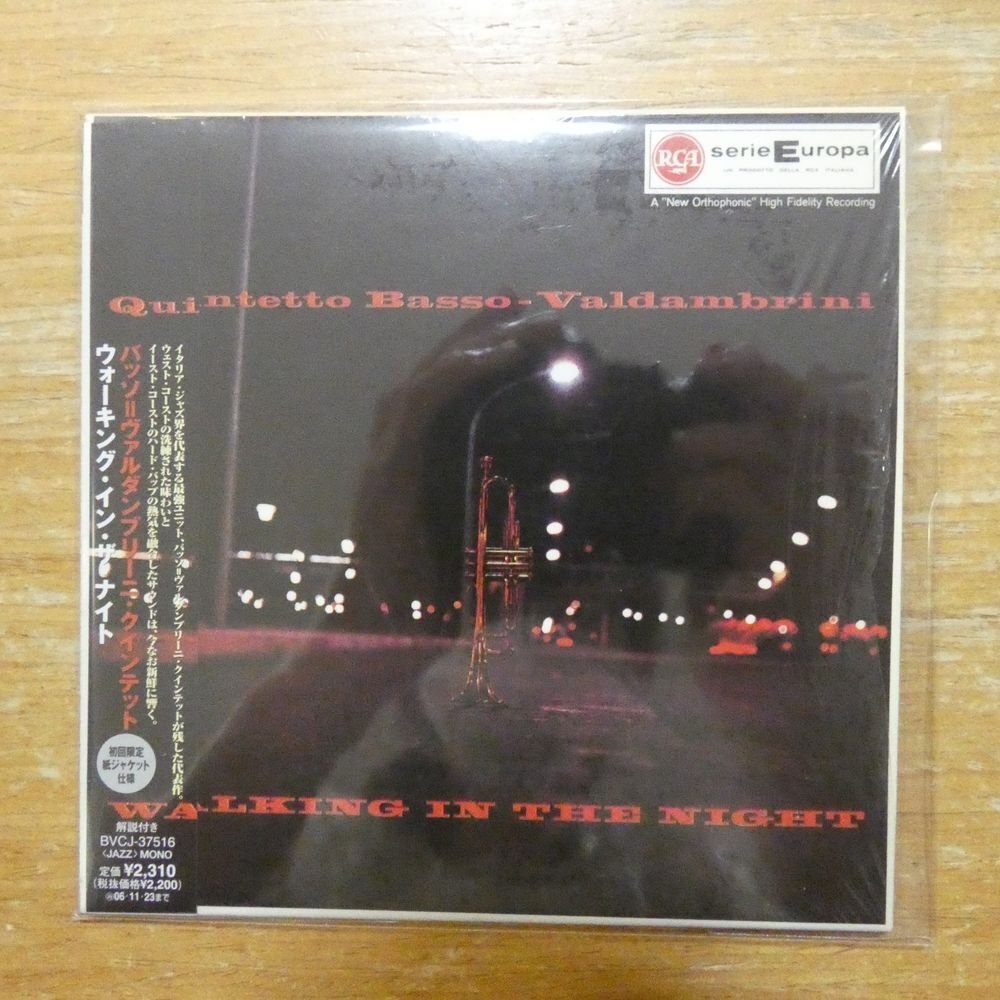 RCA
serie Europa
UN PRODOTTO DELLA RCA ITALIANA
A "New Orthophonic" High Fidelity Recording
Quintetto Basso-Valdambrini
イタリア・ジャズ界を代表する最強ユニット、バッソ=ヴァルダンブリーニ・クインテットが残した代表作。
ウェスト・コーストの洗練された味わいと
イースト・コーストのハード・バップの熱気を融合したサウンドは、今なお新鮮に響く。
バッソ=ヴァルダンブリーニ・クインテット
ウォーキング・イン・ザ・ナイト
初回限定
紙ジャケット
仕様
WALKING IN THE NIGHT
解説付き
BVCJ-37516
〈JAZZ〉MONO
定価¥2,310
(税抜価格¥2,200)
06・11・23まで